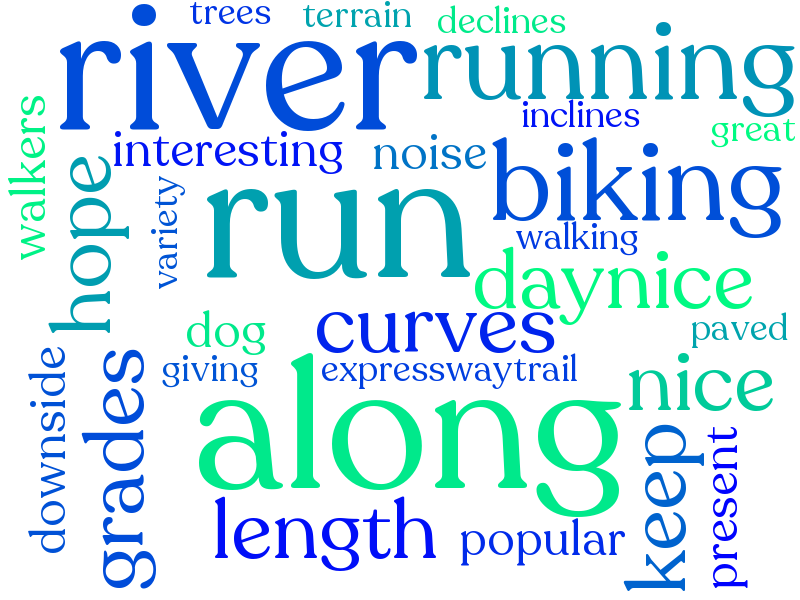 trees
terrain
declines
river
running
walkers
inclines
great
interesting
noise
biking
hope
variety
run
walking
daynice
curves
dog
paved
giving
expresswaytrail
nice
downside
grades
along
keep
present
length
popular